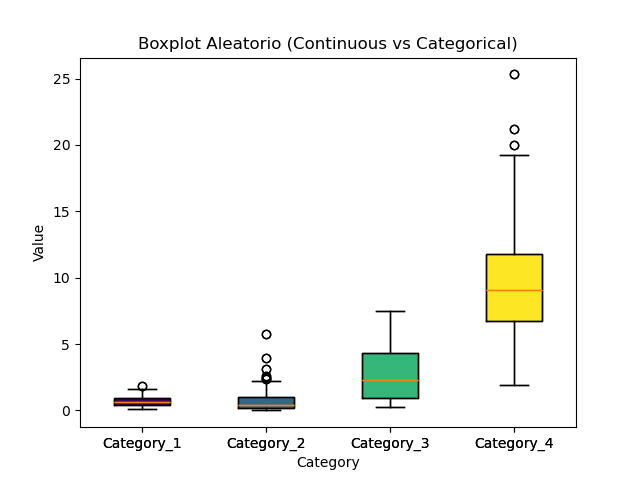 Boxplot Aleatorio (Continuous vs Categorical)
25
20
15
10
5
0
Value
Category_1 Category_2 Category_3 Category_4
Category